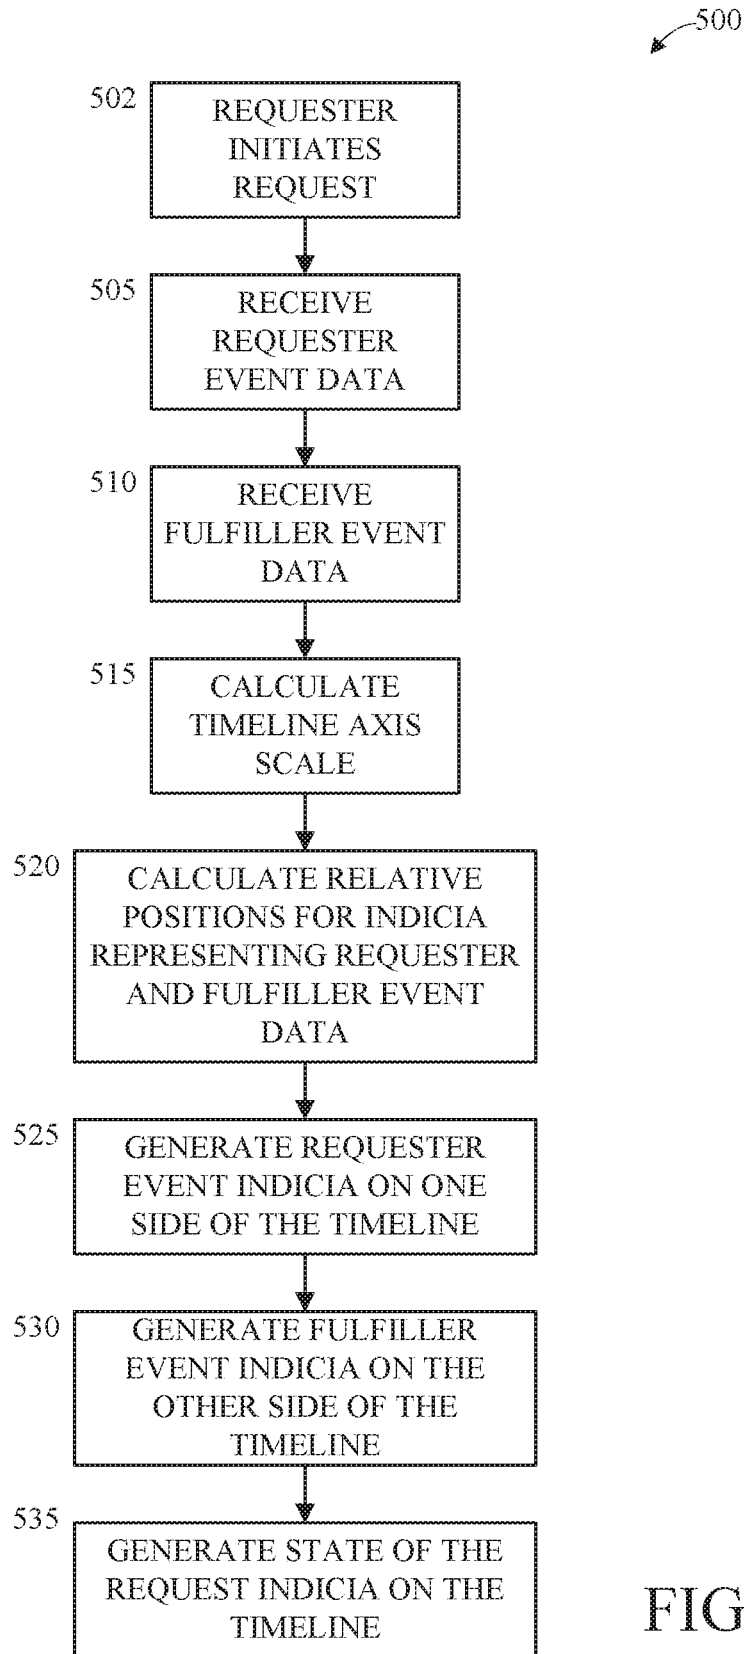 500
502
REQUESTER
INITIATES
REQUEST
505
RECEIVE
REQUESTER
EVENT DATA
510
RECEIVE
FULFILLER EVENT
DATA
515
CALCULATE
TIMELINE AXIS
SCALE
520
CALCULATE RELATIVE
POSITIONS FOR INDICIA
REPRESENTING REQUESTER
AND FULFILLER EVENT
DATA
525
GENERATE REQUESTER
EVENT INDICIA ON ONE
SIDE OF THE TIMELINE
530
GENERATE FULFILLER
EVENT INDICIA ON THE
OTHER SIDE OF THE
TIMELINE
535
GENERATE STATE OF THE
REQUEST INDICIA ON THE
TIMELINE
FIG